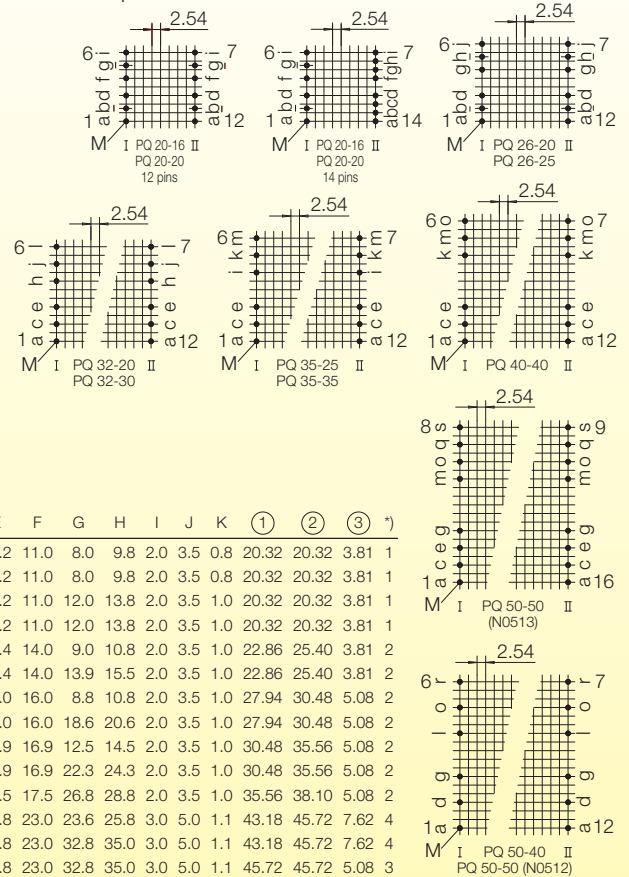 2.54
6 i i 7
f g f g
a b d a b d
1 12
M I PQ 20-16 II
PQ 20-20
12 pins
2.54
6 i 7
f g f g h i
a b d a b c d
1 14
M I PQ 20-16 II
PQ 20-20
14 pins
2.54
6 j j 7
g h g h
a b d a b d
1 12
M I PQ 26-20 II
PQ 26-25
2.54
6 l l 7
h j h j
a c e a c e
1 12
M I PQ 32-20 II
PQ 32-30
2.54
6 i k m i k m 7
a c e a c e
1 12
M I PQ 35-25 II
PQ 35-35
2.54
6 k m o k m o 7
a c e a c e
1 12
M I PQ 40-40 II
2.54
8 m o q s m o q s 9
a c e g a c e g
1 16
M I PQ 50-50 II
(N0513)
F G H I J K 1 2 3 *)
.2 11.0 8.0 9.8 2.0 3.5 0.8 20.32 20.32 3.81 1
.2 11.0 8.0 9.8 2.0 3.5 0.8 20.32 20.32 3.81 1
.2 11.0 12.0 13.8 2.0 3.5 1.0 20.32 20.32 3.81 1
.2 11.0 12.0 13.8 2.0 3.5 1.0 20.32 20.32 3.81 1
.4 14.0 9.0 10.8 2.0 3.5 1.0 22.86 25.40 3.81 2
.4 14.0 13.9 15.5 2.0 3.5 1.0 22.86 25.40 3.81 2
.0 16.0 8.8 10.8 2.0 3.5 1.0 27.94 30.48 5.08 2
.0 16.0 18.6 20.6 2.0 3.5 1.0 27.94 30.48 5.08 2
.9 16.9 12.5 14.5 2.0 3.5 1.0 30.48 35.56 5.08 2
.9 16.9 22.3 24.3 2.0 3.5 1.0 30.48 35.56 5.08 2
.5 17.5 26.8 28.8 2.0 3.5 1.0 35.56 38.10 5.08 2
.8 23.0 23.6 25.8 3.0 5.0 1.1 43.18 45.72 7.62 4
.8 23.0 32.8 35.0 3.0 5.0 1.1 43.18 45.72 7.62 4
.8 23.0 32.8 35.0 3.0 5.0 1.1 45.72 45.72 5.08 3
2.54
6 r r 7
l o l o
a d g a d g
1 12
M I PQ 50-40 II
PQ 50-50 (N0512)